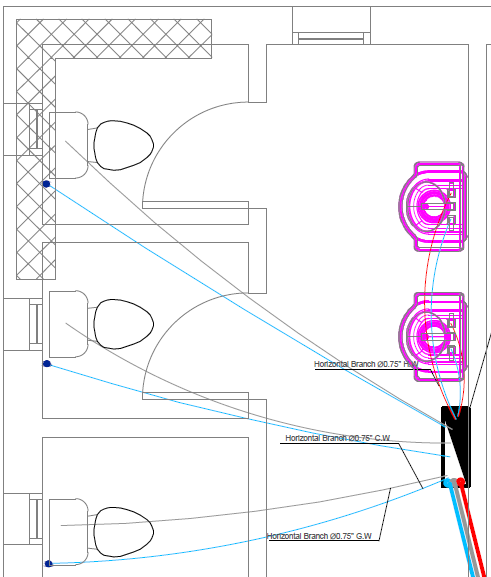 Horizontal Branch Ø0.75" H.W
Horizontal Branch Ø0.75" C.W
Horizontal Branch Ø0.75" G.W